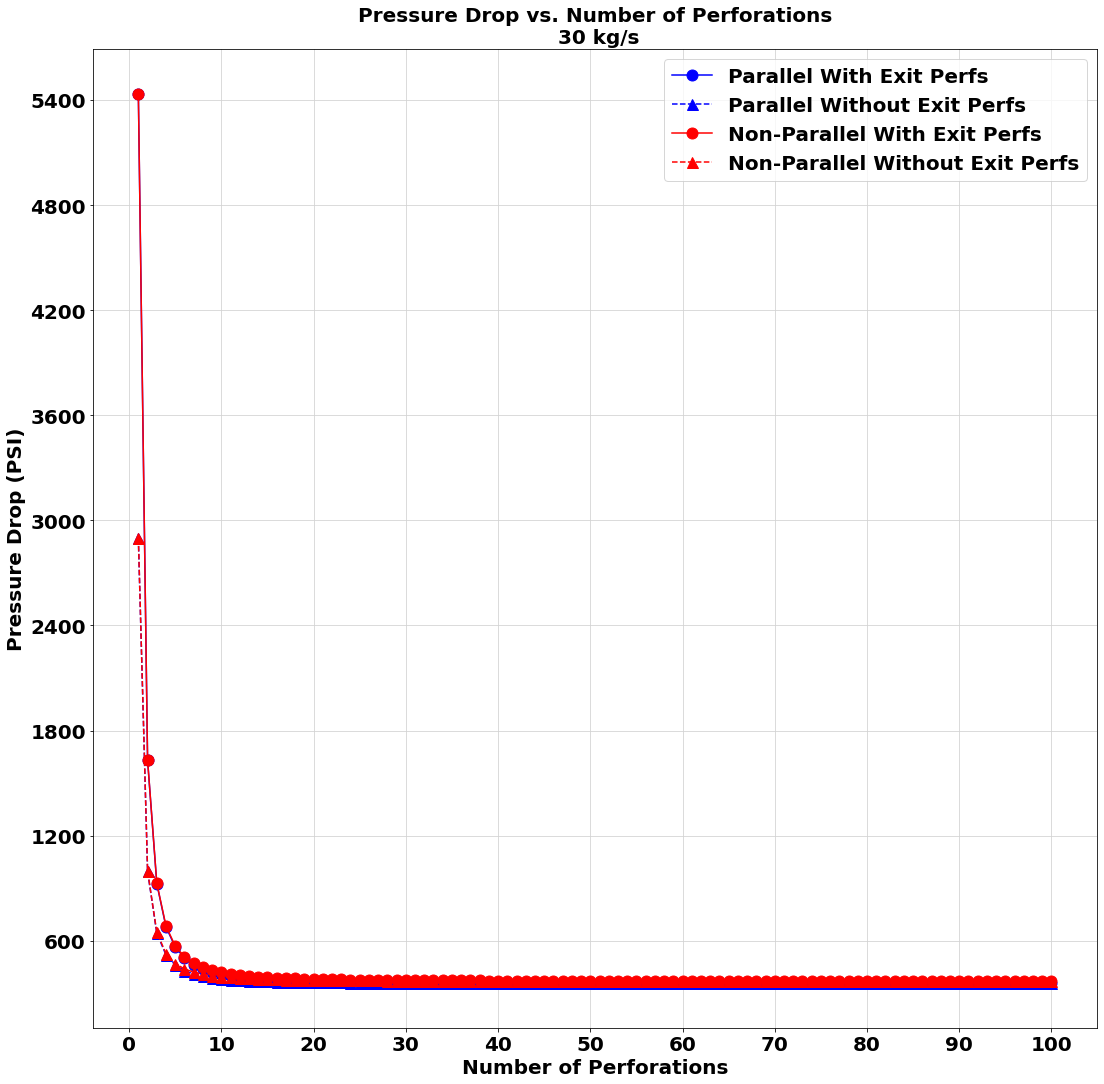 Pressure Drop vs. Number of Perforations
30 kg/s
Parallel With Exit Perfs
Parallel Without Exit Perfs
Non-Parallel With Exit Perfs
Non-Parallel Without Exit Perfs
Pressure Drop (PSI)
5400
4800
4200
3600
3000
2400
1800
1200
600
0 10 20 30 40 50 60 70 80 90 100
Number of Perforations